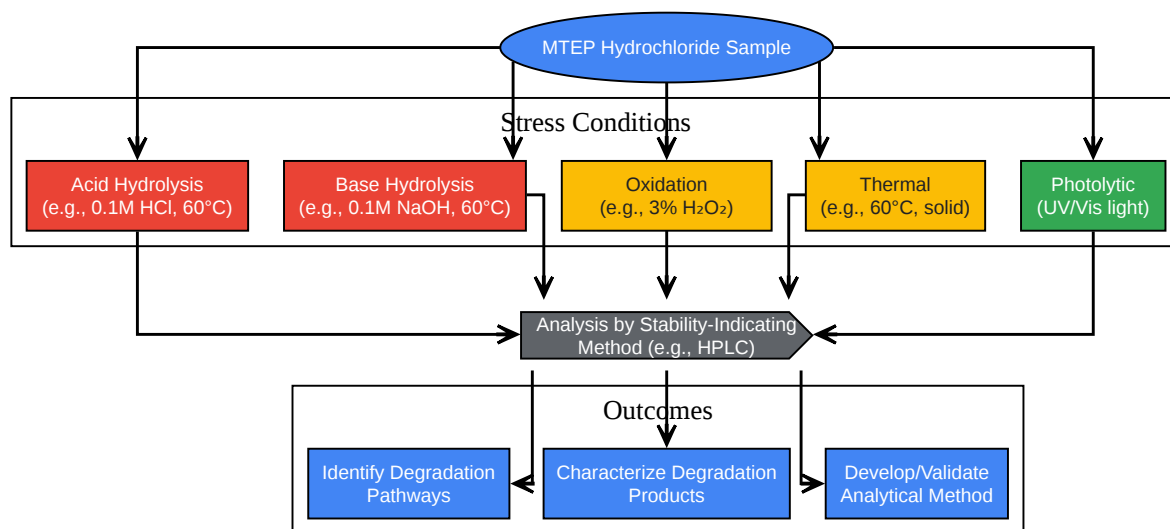 MTEP Hydrochloride Sample
Stress Conditions
Acid Hydrolysis
(e.g., 0.1M HCl, 60°C)
Base Hydrolysis
(e.g., 0.1M NaOH, 60°C)
Oxidation
(e.g., 3% H₂O₂)
Thermal
(e.g., 60°C, solid)
Photolytic
(UV/Vis light)
Analysis by Stability-Indicating
Method (e.g., HPLC)
Outcomes
Identify Degradation
Pathways
Characterize Degradation
Products
Develop/Validate
Analytical Method